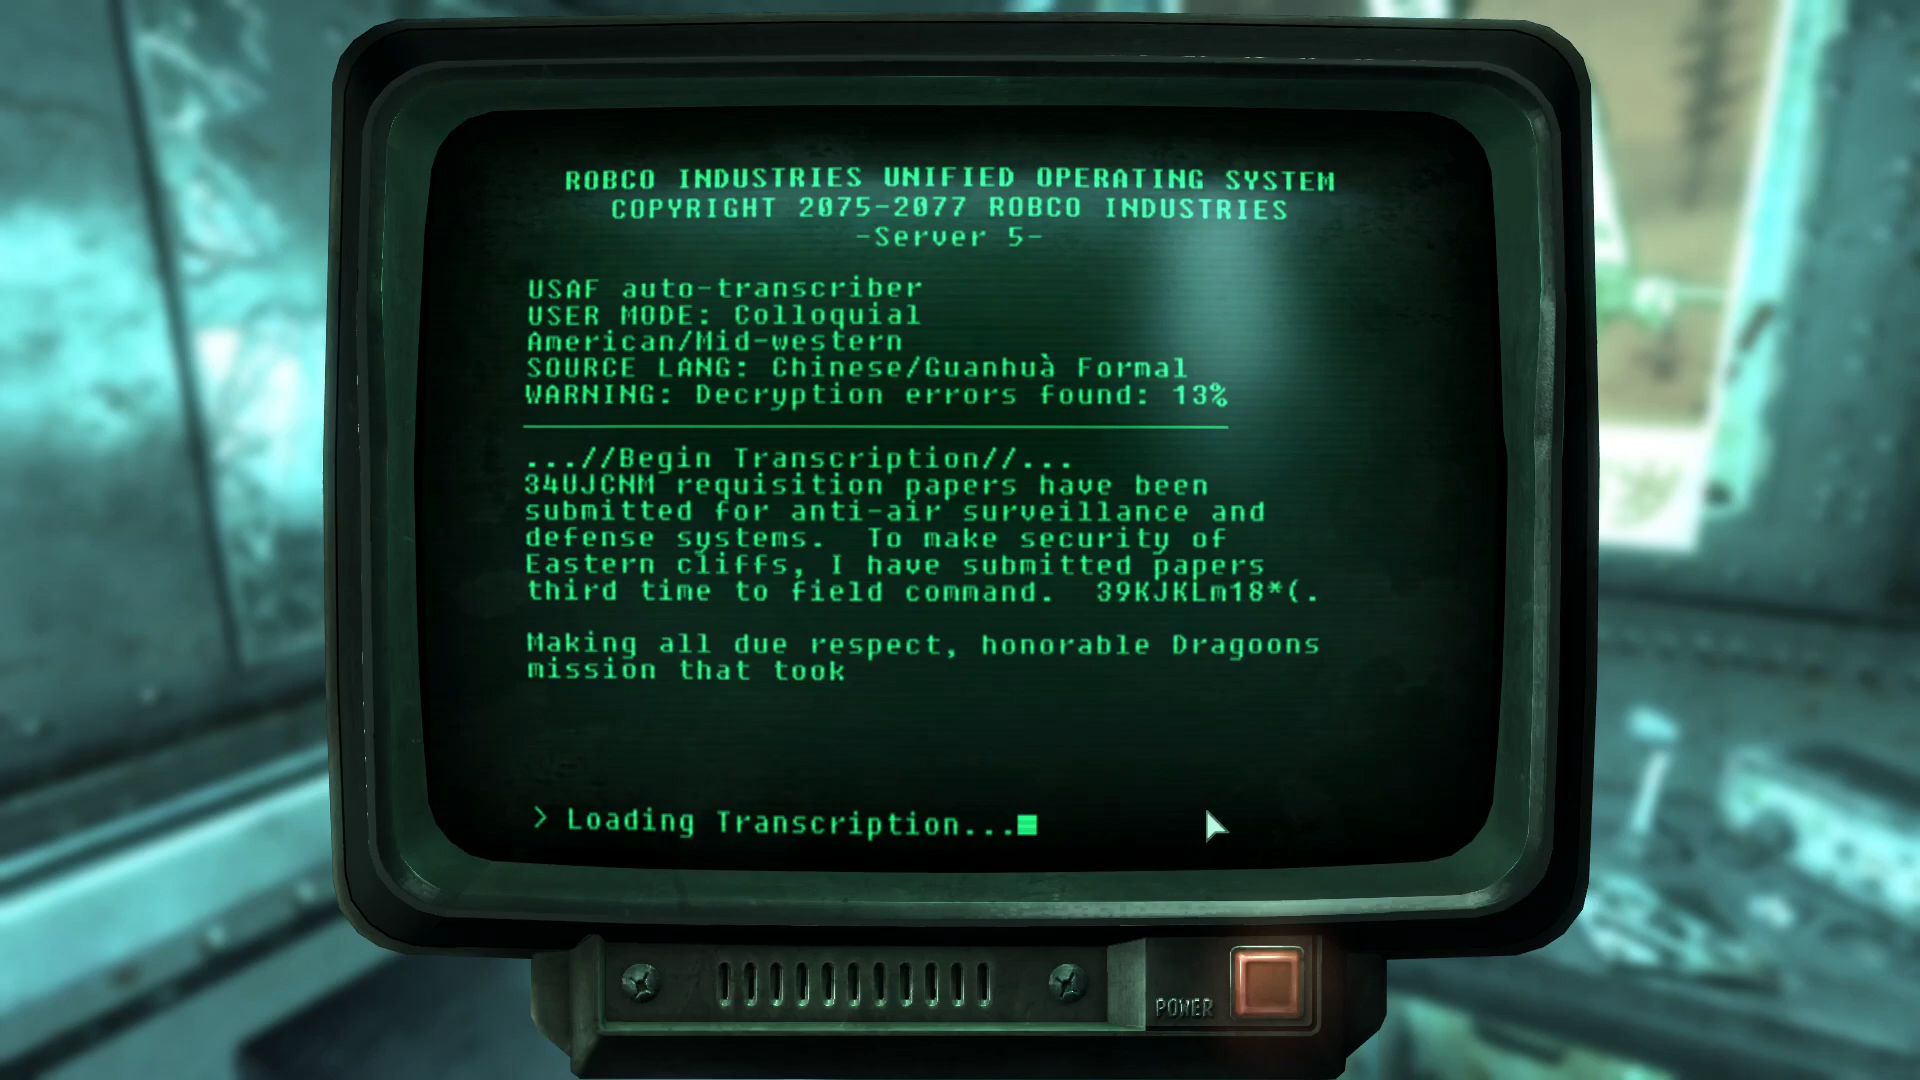 ROBCO INDUSTRIES UNIFIED OPERATING SYSTEM
COPYRIGHT 2075-2077 ROBCO INDUSTRIES
-Server 5-
USAF auto-transcriber
USER MODE: Colloquial
American/Mid-western
SOURCE LANG: Chinese/Guanhuà Formal
WARNING: Decryption errors found: 13%
...//Begin Transcription//...
34UJCNM requisition papers have been
submitted for anti-air surveillance and
defense systems.  To make security of
Eastern cliffs, I have submitted papers
third time to field command.  39KJKLm18*(.
Making all due respect, honorable Dragoons
mission that took
> Loading Transcription...
POWER